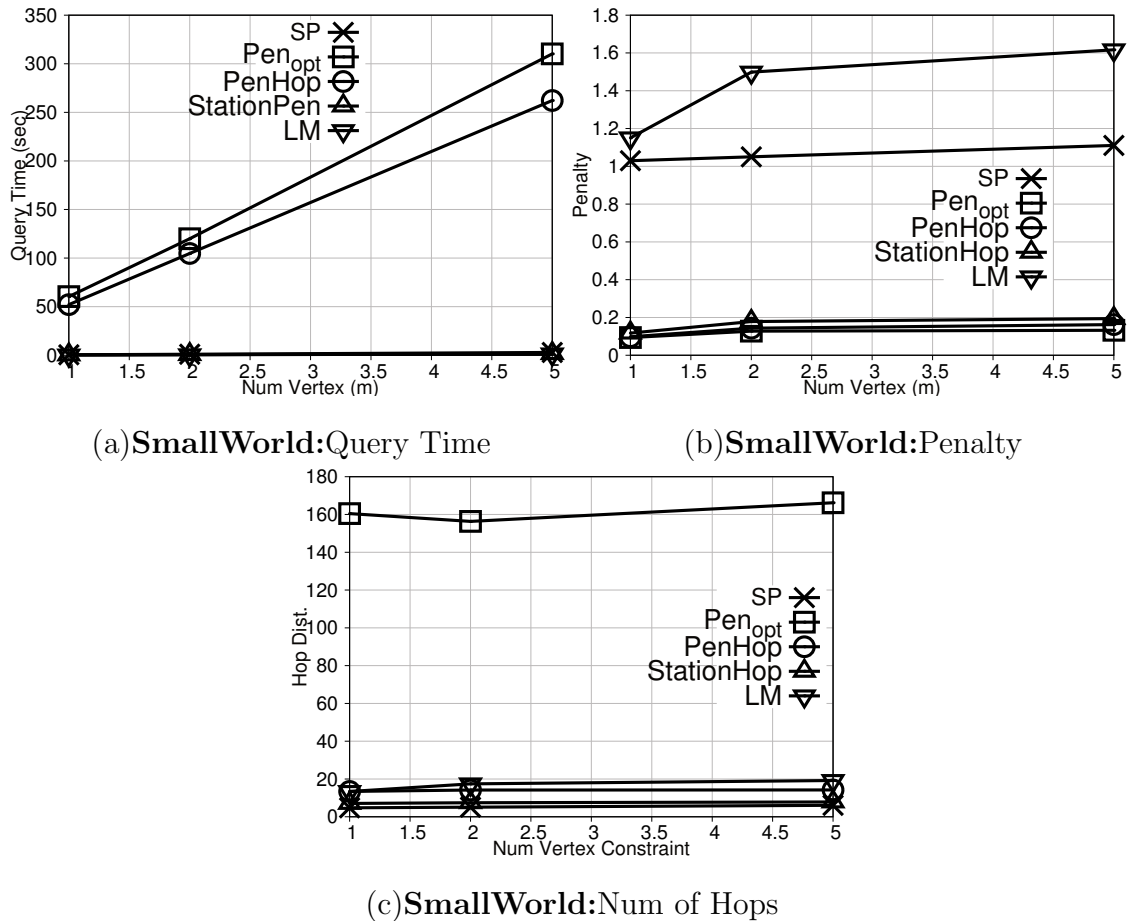 350
300
250
200
150
100
50
0
Query Time (sec)
SP
Pen_opt
PenHop
StationPen
LM
1 1.5 2 2.5 3 3.5 4 4.5 5
Num Vertex (m)
(a)SmallWorld:Query Time
1.8
1.6
1.4
1.2
1
0.8
0.6
0.4
0.2
0
Penalty
SP
Pen_opt
PenHop
StationHop
LM
1 1.5 2 2.5 3 3.5 4 4.5 5
Num Vertex (m)
(b)SmallWorld:Penalty
180
160
140
120
100
80
60
40
20
0
Hop Dist.
SP
Pen_opt
PenHop
StationHop
LM
1 1.5 2 2.5 3 3.5 4 4.5 5
Num Vertex Constraint
(c)SmallWorld:Num of Hops